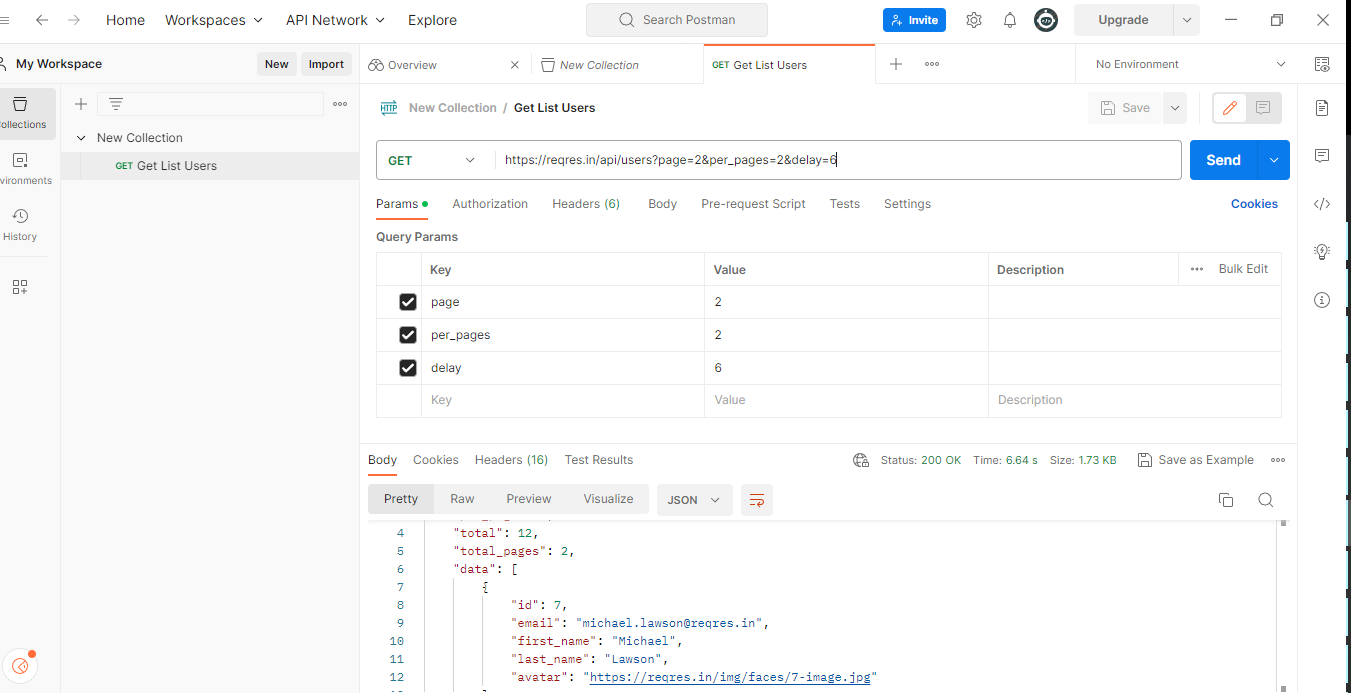 Home Workspaces API Network Explore Search Postman Invite Upgrade
My Workspace New Import Overview New Collection GET Get List Users No Environment
New Collection / Get List Users Save
ollections
New Collection
GET https://reqres.in/api/users?page=2&per_pages=2&delay=6 Send
GET Get List Users
vironments
Params Authorization Headers (6) Body Pre-request Script Tests Settings Cookies
History
Query Params
Key Value Description Bulk Edit
page 2
per_pages 2
delay 6
Key Value Description
Body Cookies Headers (16) Test Results Status: 200 OK Time: 6.64 s Size: 1.73 KB Save as Example
Pretty Raw Preview Visualize JSON
4 "total": 12,
5 "total_pages": 2,
6 "data": [
7 {
8 "id": 7,
9 "email": "michael.lawson@reqres.in",
10 "first_name": "Michael",
11 "last_name": "Lawson",
12 "avatar": "https://reqres.in/img/faces/7-image.jpg"